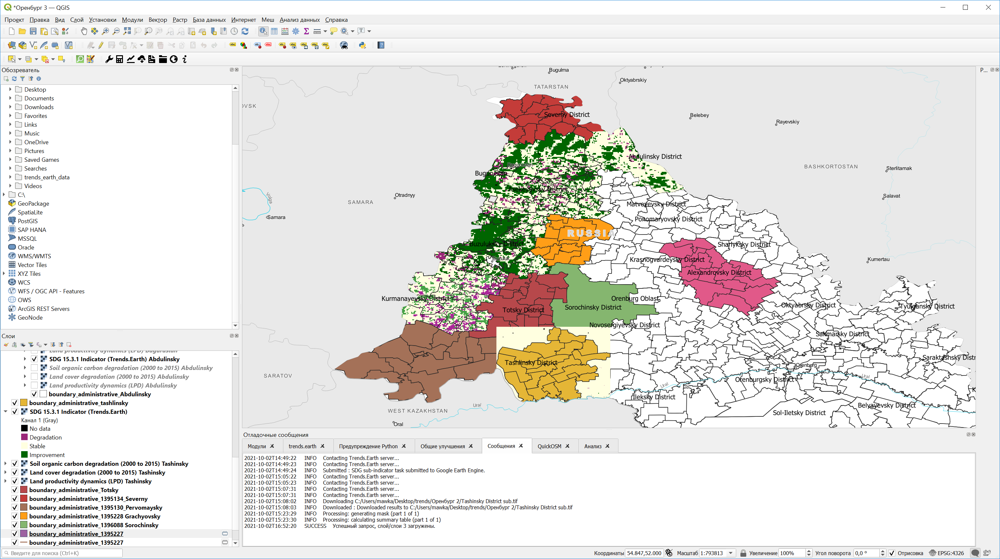 *Оренбург 3 — QGIS
Проект Правка Вид Слой Установки Модули Вектор Растр База данных Интернет Меш Анализ данных Справка
Обозреватель
Desktop
Documents
Downloads
Favorites
Links
Music
OneDrive
Pictures
Saved Games
Searches
trends_earth_data
Videos
C:\
GeoPackage
SpatiaLite
PostGIS
SAP HANA
MSSQL
Oracle
WMS/WMTS
Vector Tiles
XYZ Tiles
WCS
WFS / OGC API - Features
OWS
ArcGIS REST Servers
GeoNode
Слои
Land productivity dynamics (LPD) Buguruslan
SDG 15.3.1 Indicator (Trends.Earth) Abdulinsky
Soil organic carbon degradation (2000 to 2015) Abdulinsky
Land cover degradation (2000 to 2015) Abdulinsky
Land productivity dynamics (LPD) Abdulinsky
boundary_administrative_Abdulinsky
boundary_administrative_tashlinsky
SDG 15.3.1 Indicator (Trends.Earth)
Канал 1 (Gray)
No data
Degradation
Stable
Improvement
Soil organic carbon degradation (2000 to 2015) Tashinsky
Land cover degradation (2000 to 2015) Tashinsky
Land productivity dynamics (LPD) Tashinsky
boundary_administrative_Totsky
boundary_administrative_1395134_Severny
boundary_administrative_1395130_Pervomaysky
boundary_administrative_1395228 Grachyovsky
boundary_administrative_1396088 Sorochinsky
boundary_administrative_1395227
boundary_administrative_1395227
Введите для поиска (Ctrl+K)
Р...
Bugulma
Oktyabrskiy
TATARSTAN
OVSK
Severny District
Belebey
Rayevskiy
Abdulinsky District
Buguruslan
Buguruslan
BASHKORTOSTAN
Sterlitamak
Asekeyevsky District
Otradnyy
Salavat
Volga
SAMARA
Matveyevsky District
Samara
Ponomaryovsky District
RUSSIA
Buzuluksky District
Sharlyksky District
Buzuluk
Krasnogvardeysky District
Kumertau
Alexandrovsky District
Kurmanayevsky District
Orenburg Oblast
Oktyabrsky District
Tyulgansky District
Totsky District
Sorochinsky District
Novosergiyevsky District
Sakmarsky District
Saraktashsky Distr
Tashlinsky District
Orenburg
SARATOV
Ural
Orenburgsky District
Ural
K
Ileksky District
Ural
Belyayevsky District
WEST KAZAKHSTAN
Sol-Iletsky District
Oral
Отладочные сообщения
Модули trends.earth Предупреждение Python Общие улучшения Сообщения QuickOSM Анализ
2021-10-02T14:49:22 INFO Contacting Trends.Earth server...
2021-10-02T14:49:23 INFO Contacting Trends.Earth server...
2021-10-02T14:49:24 INFO Submitted : SDG sub-indicator task submitted to Google Earth Engine.
2021-10-02T15:05:22 INFO Contacting Trends.Earth server...
2021-10-02T15:05:23 INFO Contacting Trends.Earth server...
2021-10-02T15:07:31 INFO Contacting Trends.Earth server...
2021-10-02T15:07:31 INFO Contacting Trends.Earth server...
2021-10-02T15:08:02 INFO Downloading C:/Users/mawka/Desktop/trends/Оренбург 2/Tashinsky District sub.tif
2021-10-02T15:08:03 INFO Downloaded : Downloaded results to C:/Users/mawka/Desktop/trends/Оренбург 2/Tashinsky District sub.tif
2021-10-02T15:23:29 INFO Processing: generating mask (part 1 of 1)
2021-10-02T15:23:30 INFO Processing: calculating summary table (part 1 of 1)
2021-10-02T16:52:20 SUCCESS Успешный запрос, слой/слои 3 загружены.
Координаты 54.847,52.000 Масштаб 1:793813 Увеличение 100% Угол поворота 0,0 ° Отрисовка EPSG:4326